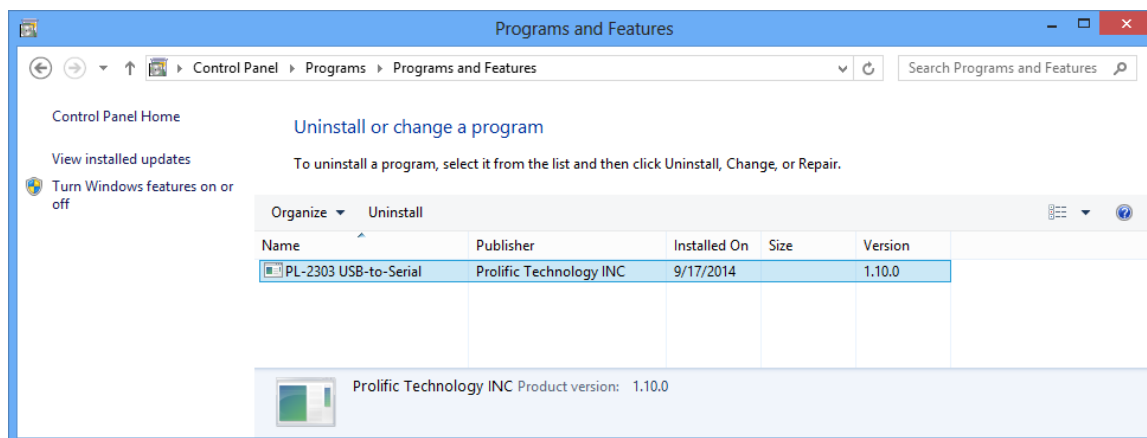 Programs and Features
Control Panel Programs Programs and Features
Search Programs and Features
Control Panel Home
View installed updates
Turn Windows features on or
off
Uninstall or change a program
To uninstall a program, select it from the list and then click Uninstall, Change, or Repair.
Organize Uninstall
Name Publisher Installed On Size Version
PL-2303 USB-to-Serial Prolific Technology INC 9/17/2014 1.10.0
Prolific Technology INC Product version: 1.10.0